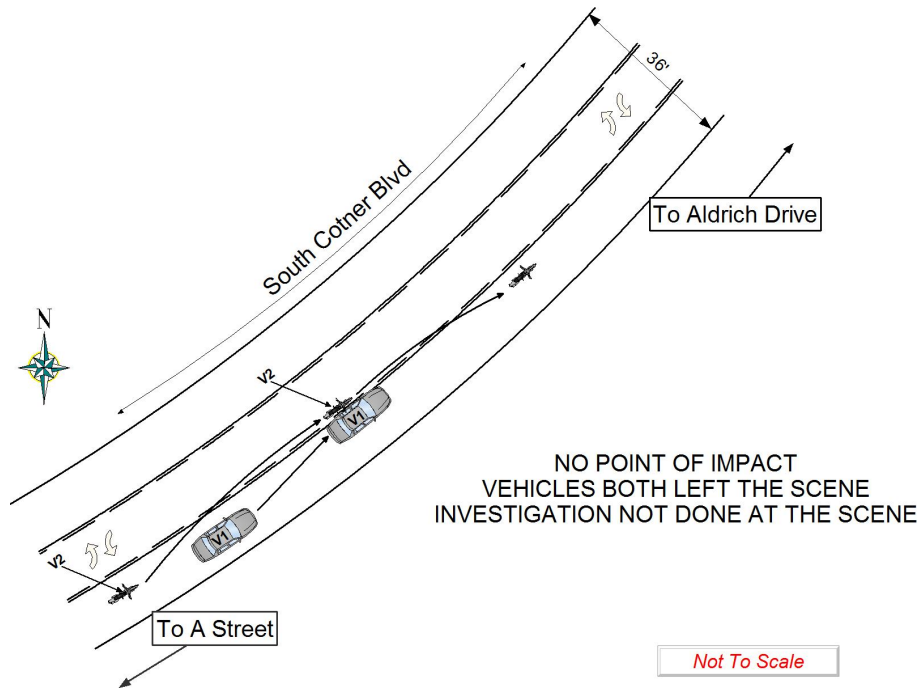 36'
South Cotner Blvd
To Aldrich Drive
N
V2
V1
NO POINT OF IMPACT
VEHICLES BOTH LEFT THE SCENE
INVESTIGATION NOT DONE AT THE SCENE
V1
V2
To A Street
Not To Scale